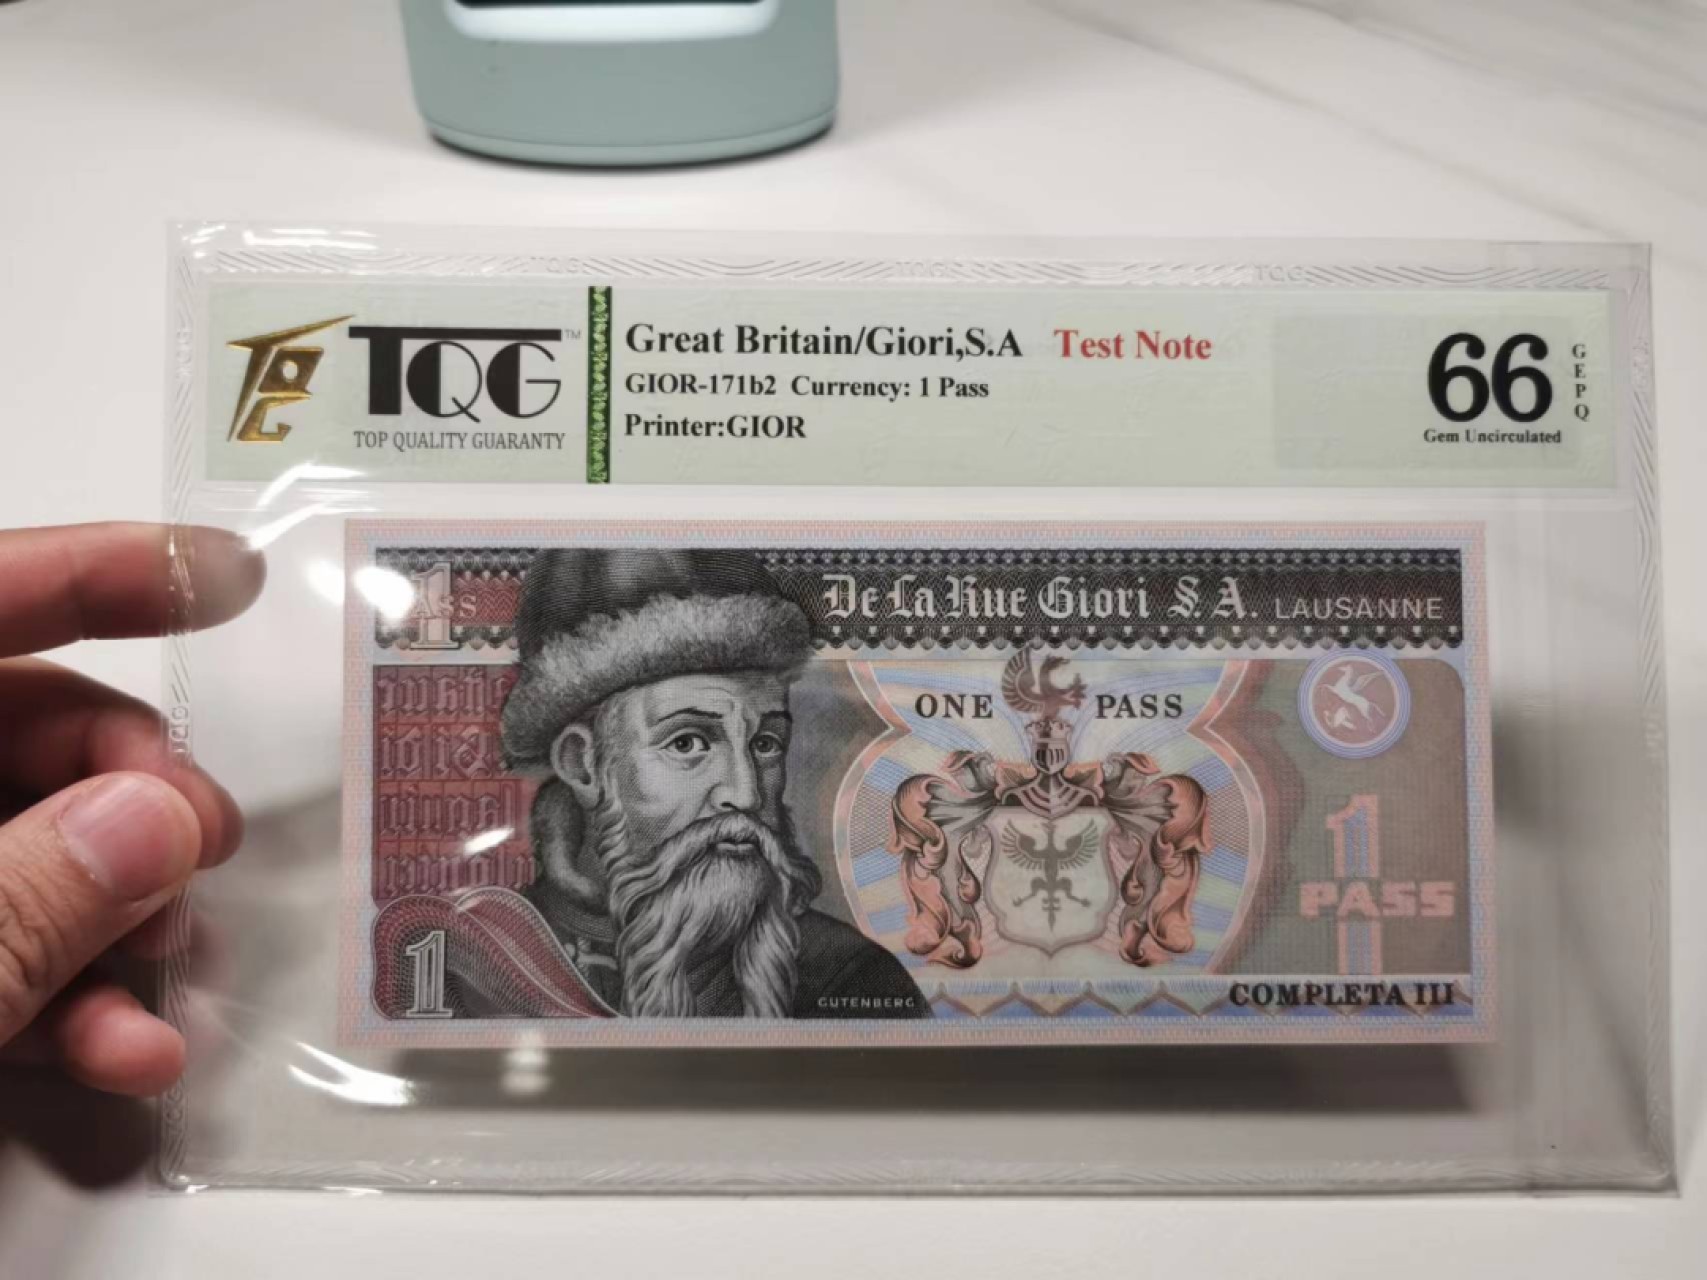 TQG™
TOP QUALITY GUARANTY
Great Britain/Giori,S.A Test Note
GIOR-171b2 Currency: 1 Pass
Printer:GIOR
66
GEPQ
Gem Uncirculated
1
PASS
De La Rue Giori S.A. LAUSANNE
ONE PASS
1
PASS
1
GUTENBERG
COMPLETA III